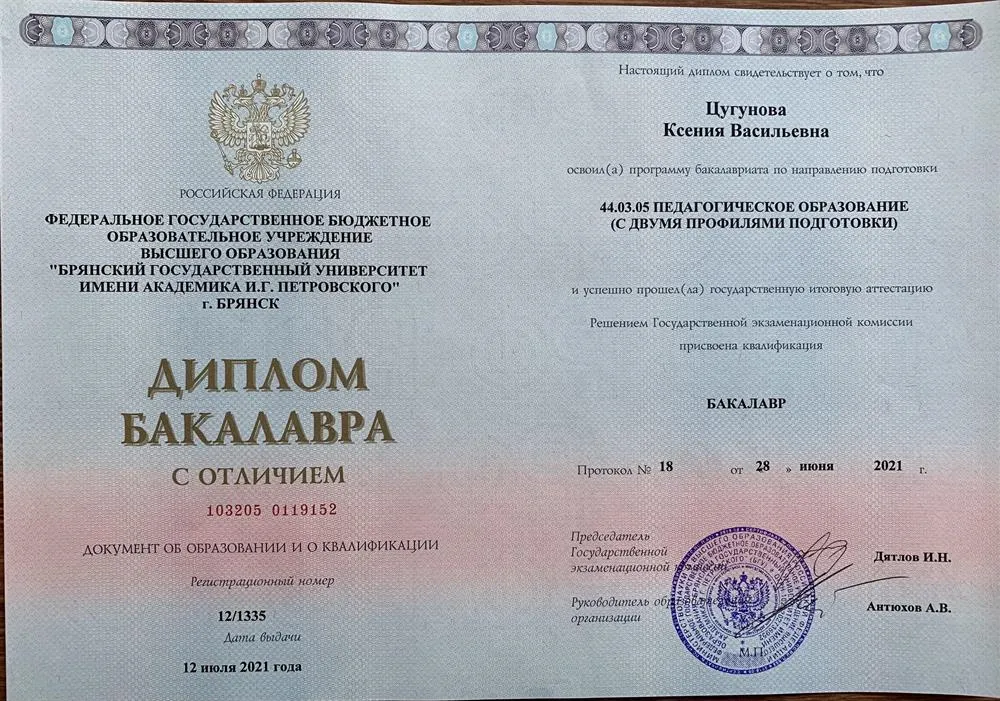 РОССИЙСКАЯ ФЕДЕРАЦИЯ
ФЕДЕРАЛЬНОЕ ГОСУДАРСТВЕННОЕ БЮДЖЕТНОЕ
ОБРАЗОВАТЕЛЬНОЕ УЧРЕЖДЕНИЕ
ВЫСШЕГО ОБРАЗОВАНИЯ
"БРЯНСКИЙ ГОСУДАРСТВЕННЫЙ УНИВЕРСИТЕТ
ИМЕНИ АКАДЕМИКА И.Г. ПЕТРОВСКОГО"
г. БРЯНСК
ДИПЛОМ
БАКАЛАВРА
С ОТЛИЧИЕМ
103205 0119152
ДОКУМЕНТ ОБ ОБРАЗОВАНИИ И О КВАЛИФИКАЦИИ
Регистрационный номер
12/1335
Дата выдачи
12 июля 2021 года
Настоящий диплом свидетельствует о том, что
Цугунова
Ксения Васильевна
освоил(а) программу бакалавриата по направлению подготовки
44.03.05 ПЕДАГОГИЧЕСКОЕ ОБРАЗОВАНИЕ
(С ДВУМЯ ПРОФИЛЯМИ ПОДГОТОВКИ)
и успешно прошел(ла) государственную итоговую аттестацию
Решением Государственной экзаменационной комиссии
присвоена квалификация
БАКАЛАВР
Протокол № 18 от « 28 » июня 2021 г.
Председатель
Государственной
экзаменационной
Дятлов И.Н.
Руководитель
организации
Антюхов А.В.
М.П.